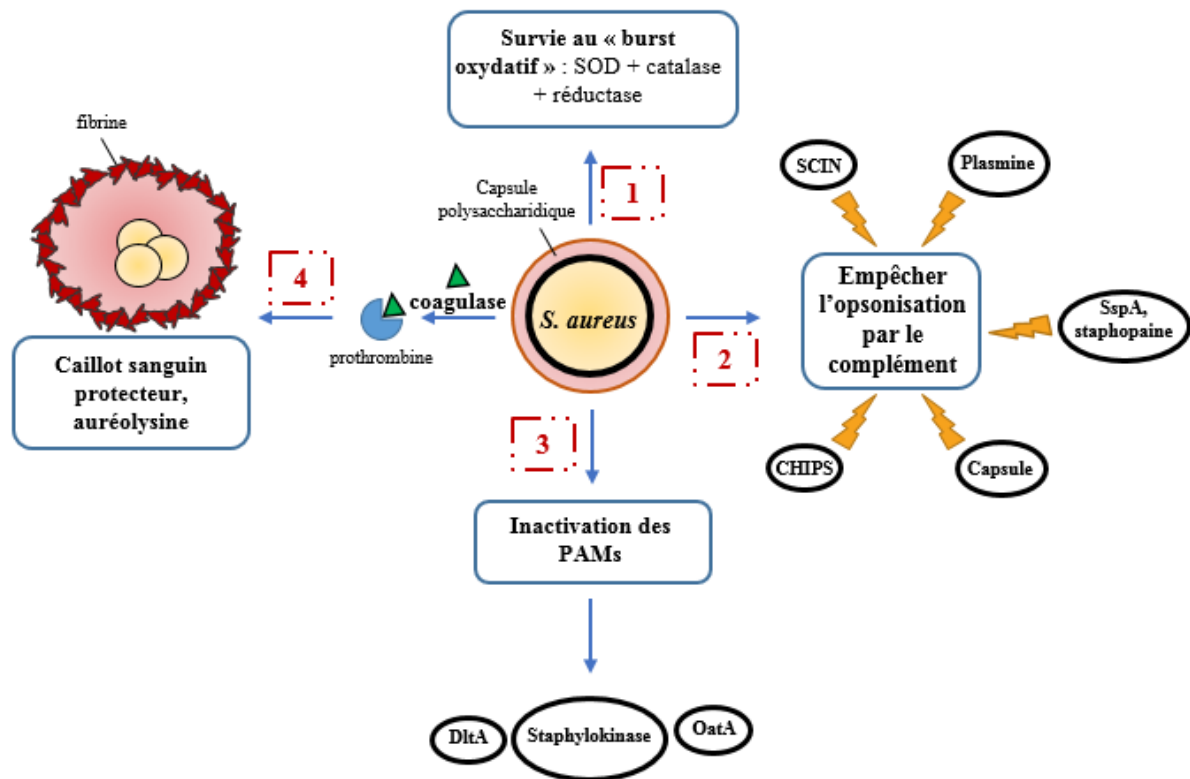 Survie au « burst
oxydatif » : SOD + catalase
+ réductase
fibrine
1
Capsule
polysaccharidique
SCIN
Plasmine
4
coagulase
S. aureus
prothrombine
2
Empêcher
l’opsonisation
par le
complément
SspA,
staphopaine
Caillot sanguin
protecteur,
auréolysine
3
CHIPS
Capsule
Inactivation des
PAMs
DltA
Staphylokinase
OatA